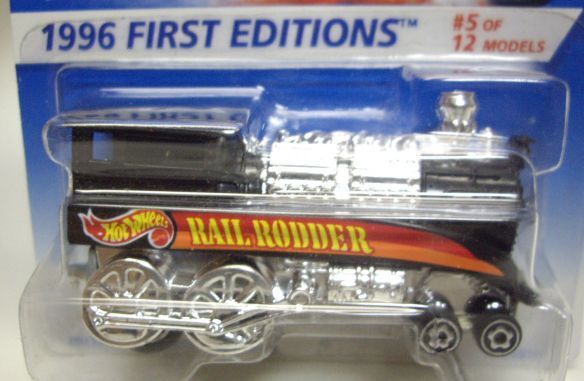 1996 FIRST EDITIONS™
#5 OF
12 MODELS
Hot Wheels
RAIL RODDER